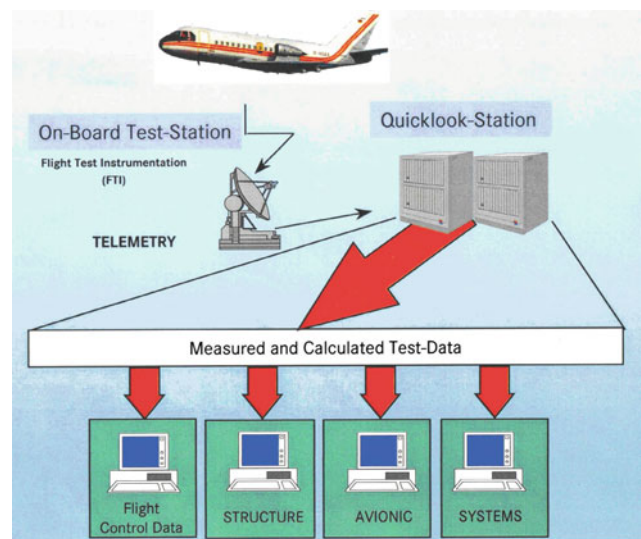 On-Board Test-Station
Quicklook-Station
Flight Test Instrumentation
(FTI)
TELEMETRY
Measured and Calculated Test-Data
Flight
Control Data
STRUCTURE
AVIONIC
SYSTEMS